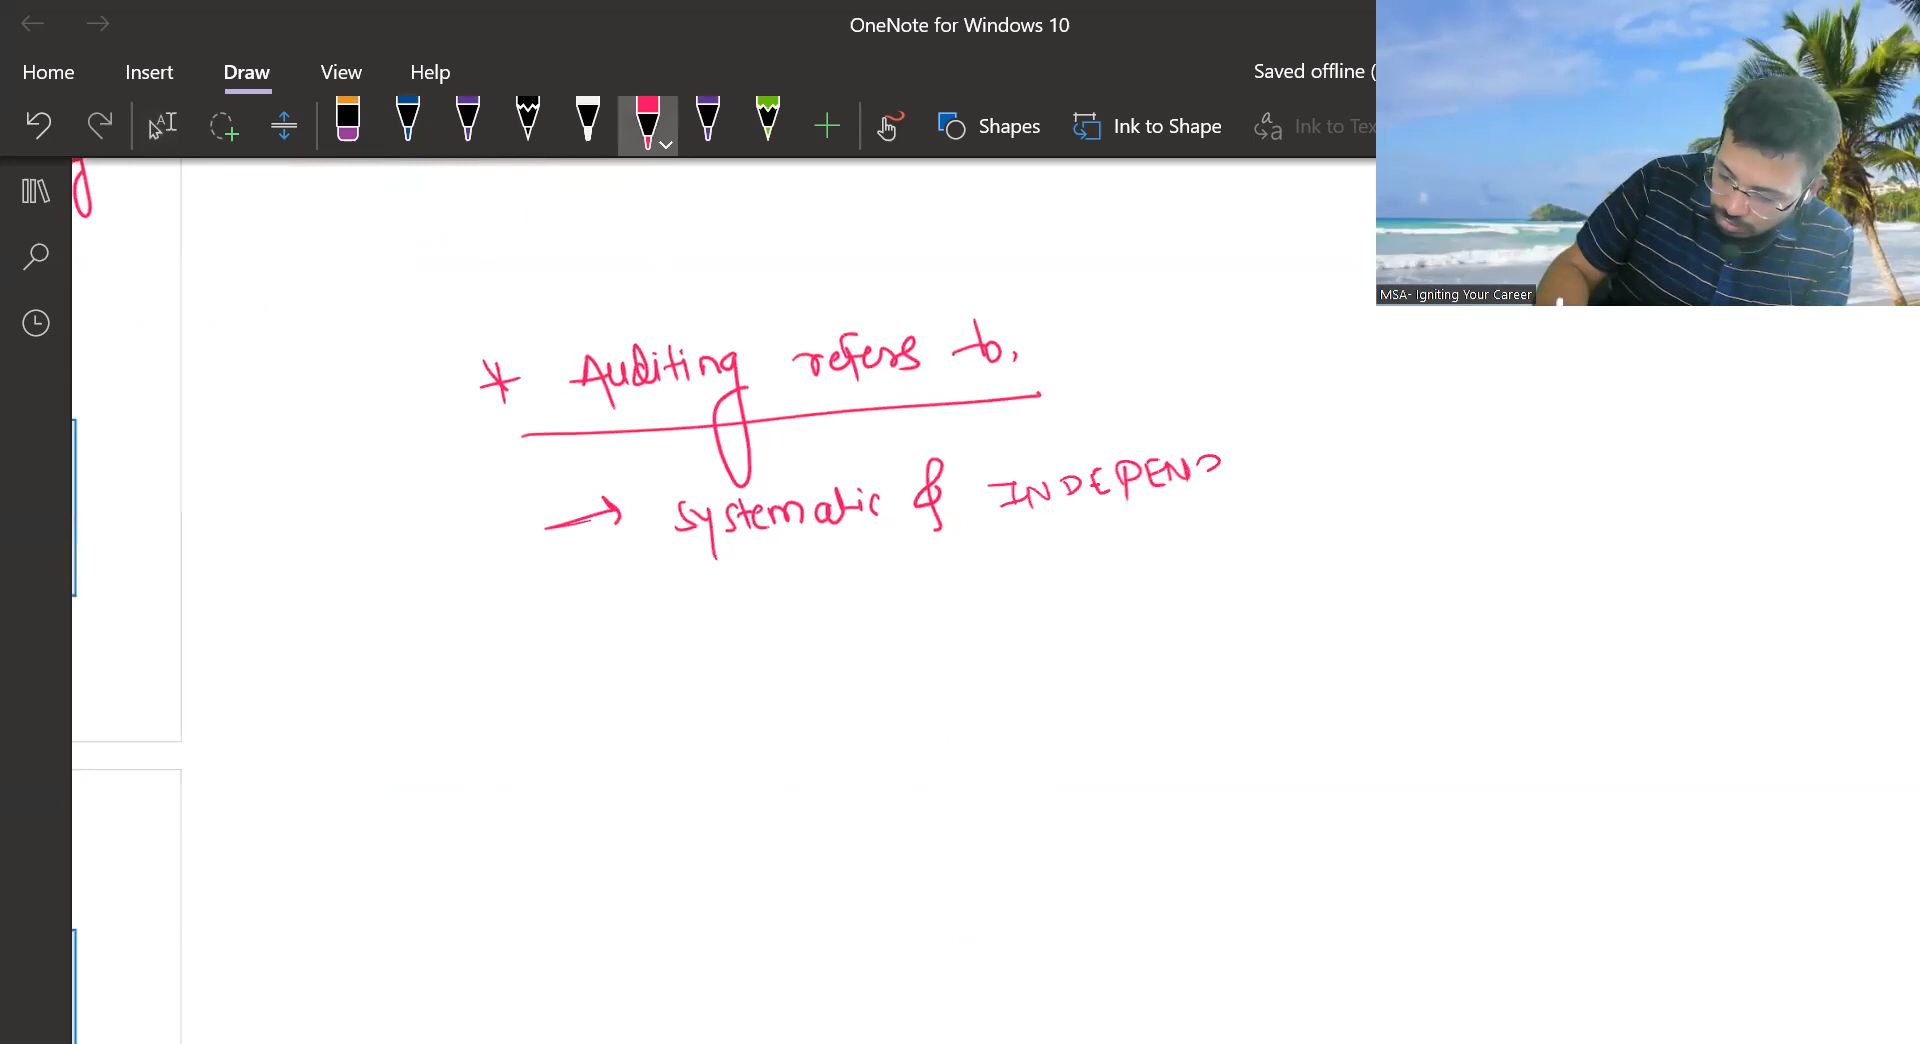 OneNote for Windows 10
Home Insert Draw View Help
Saved offline (
Shapes Ink to Shape Ink to Tex
MSA- Igniting Your Career
* Auditing refers to,
→ systematic & INDEPEND